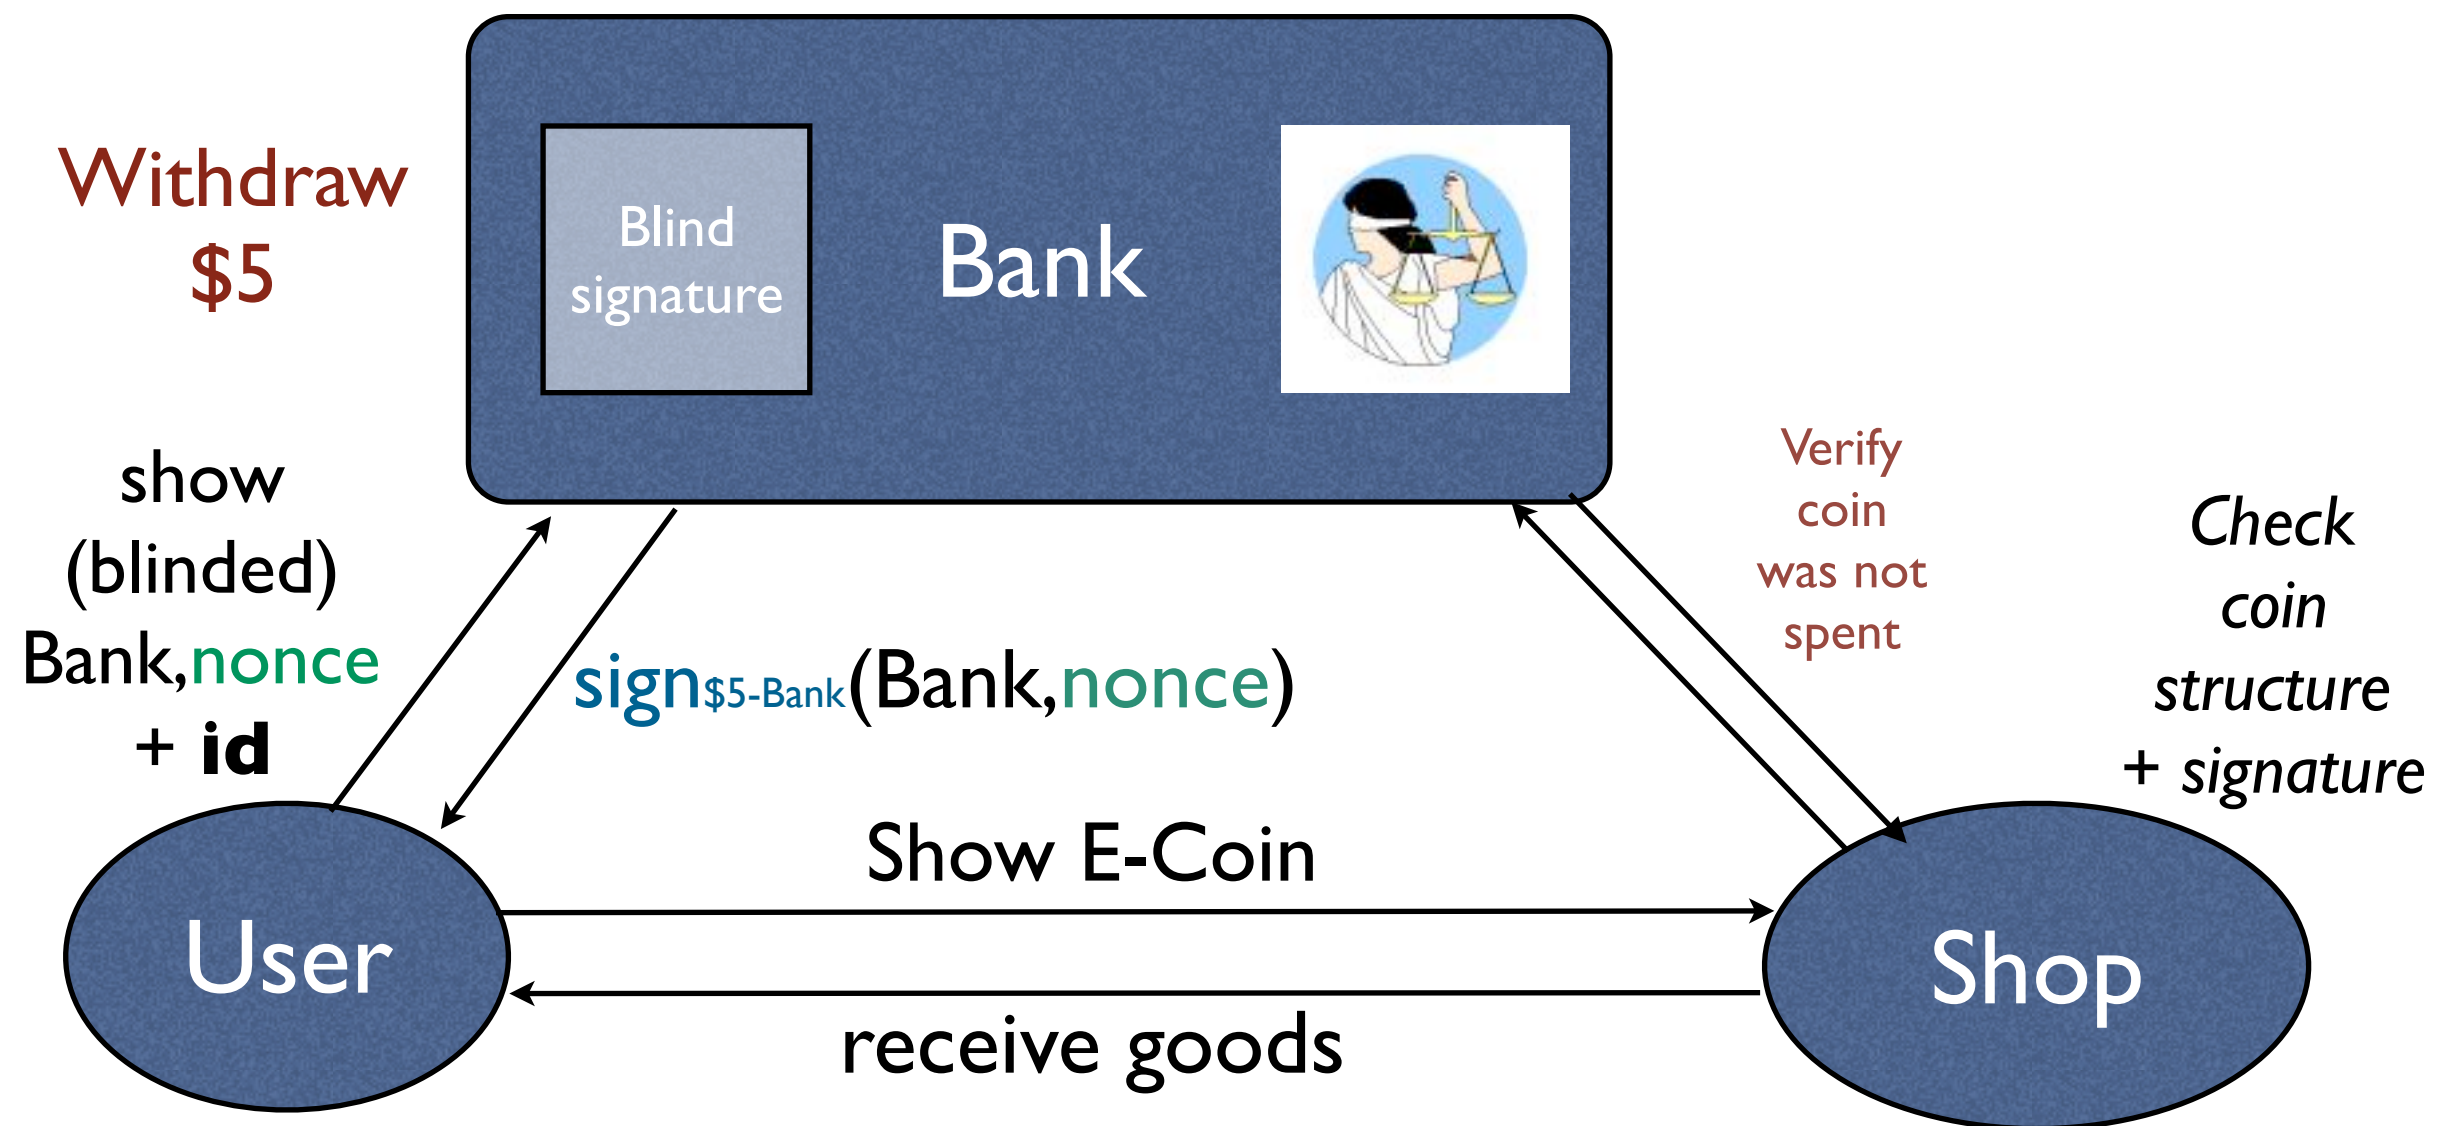 Withdraw
$5
Blind
signature
Bank
show
(blinded)
Bank,nonce
+ id
sign$5-Bank(Bank,nonce)
Verify
coin
was not
spent
Check
coin
structure
+ signature
Show E-Coin
User
Shop
receive goods